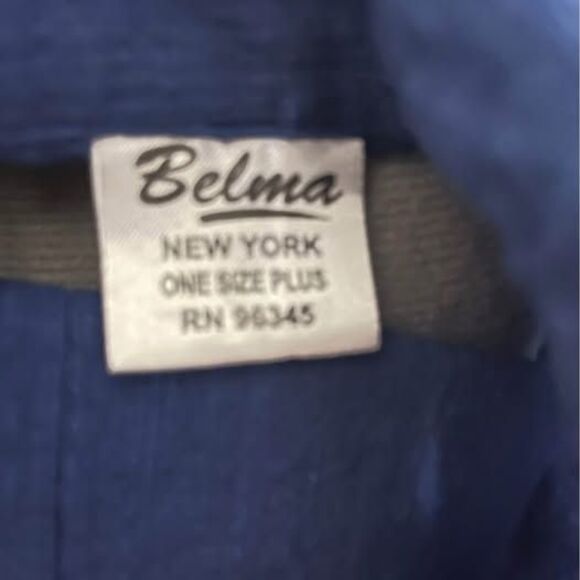 Belma
NEW YORK
ONE SIZE PLUS
RN 96345